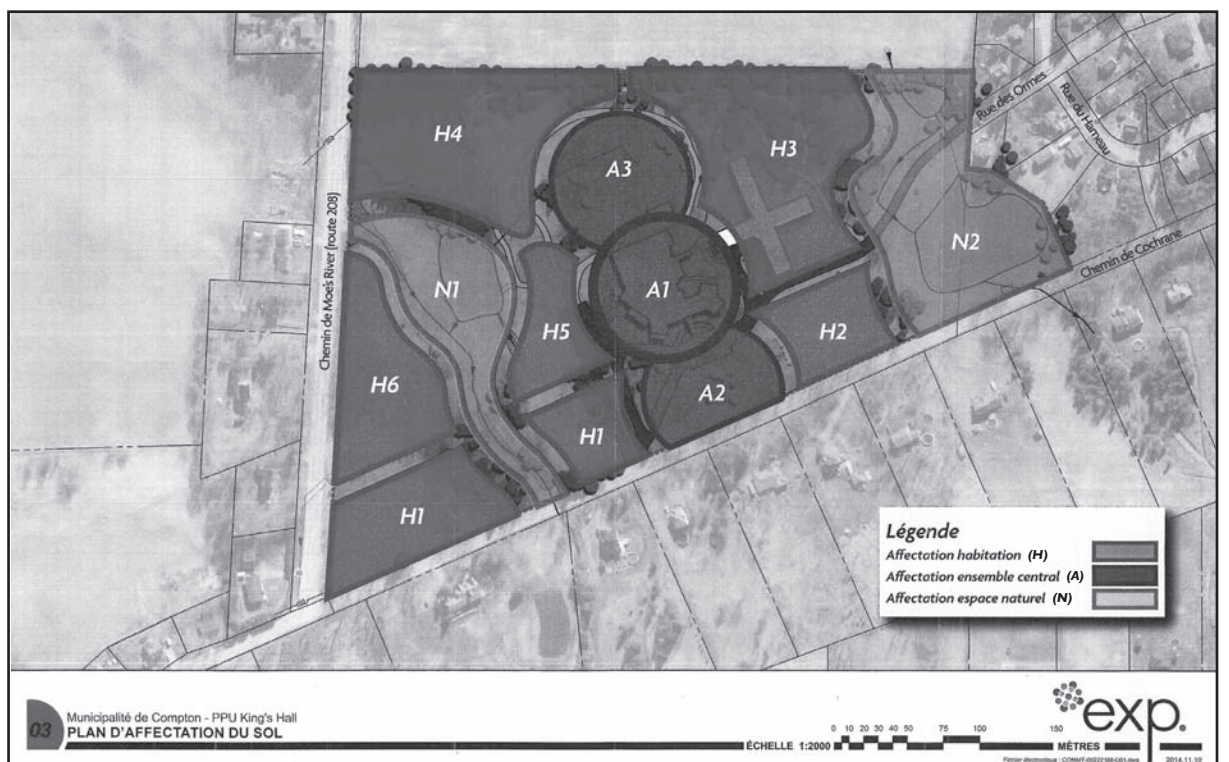 H4
A3
H3
Rue des Ormes
Rue du Hameau
Chemin de Moe's River (route 208)
N1
A1
N2
Chemin de Cochrane
H5
H2
H6
A2
H1
H1
Légende
Affectation habitation (H)
Affectation ensemble central (A)
Affectation espace naturel (N)
03
Municipalité de Compton - PPU King's Hall
PLAN D'AFFECTATION DU SOL
ÉCHELLE 1:2000
0 10 20 30 40 50 75 100 150
MÈTRES
exp.
2014.11.10